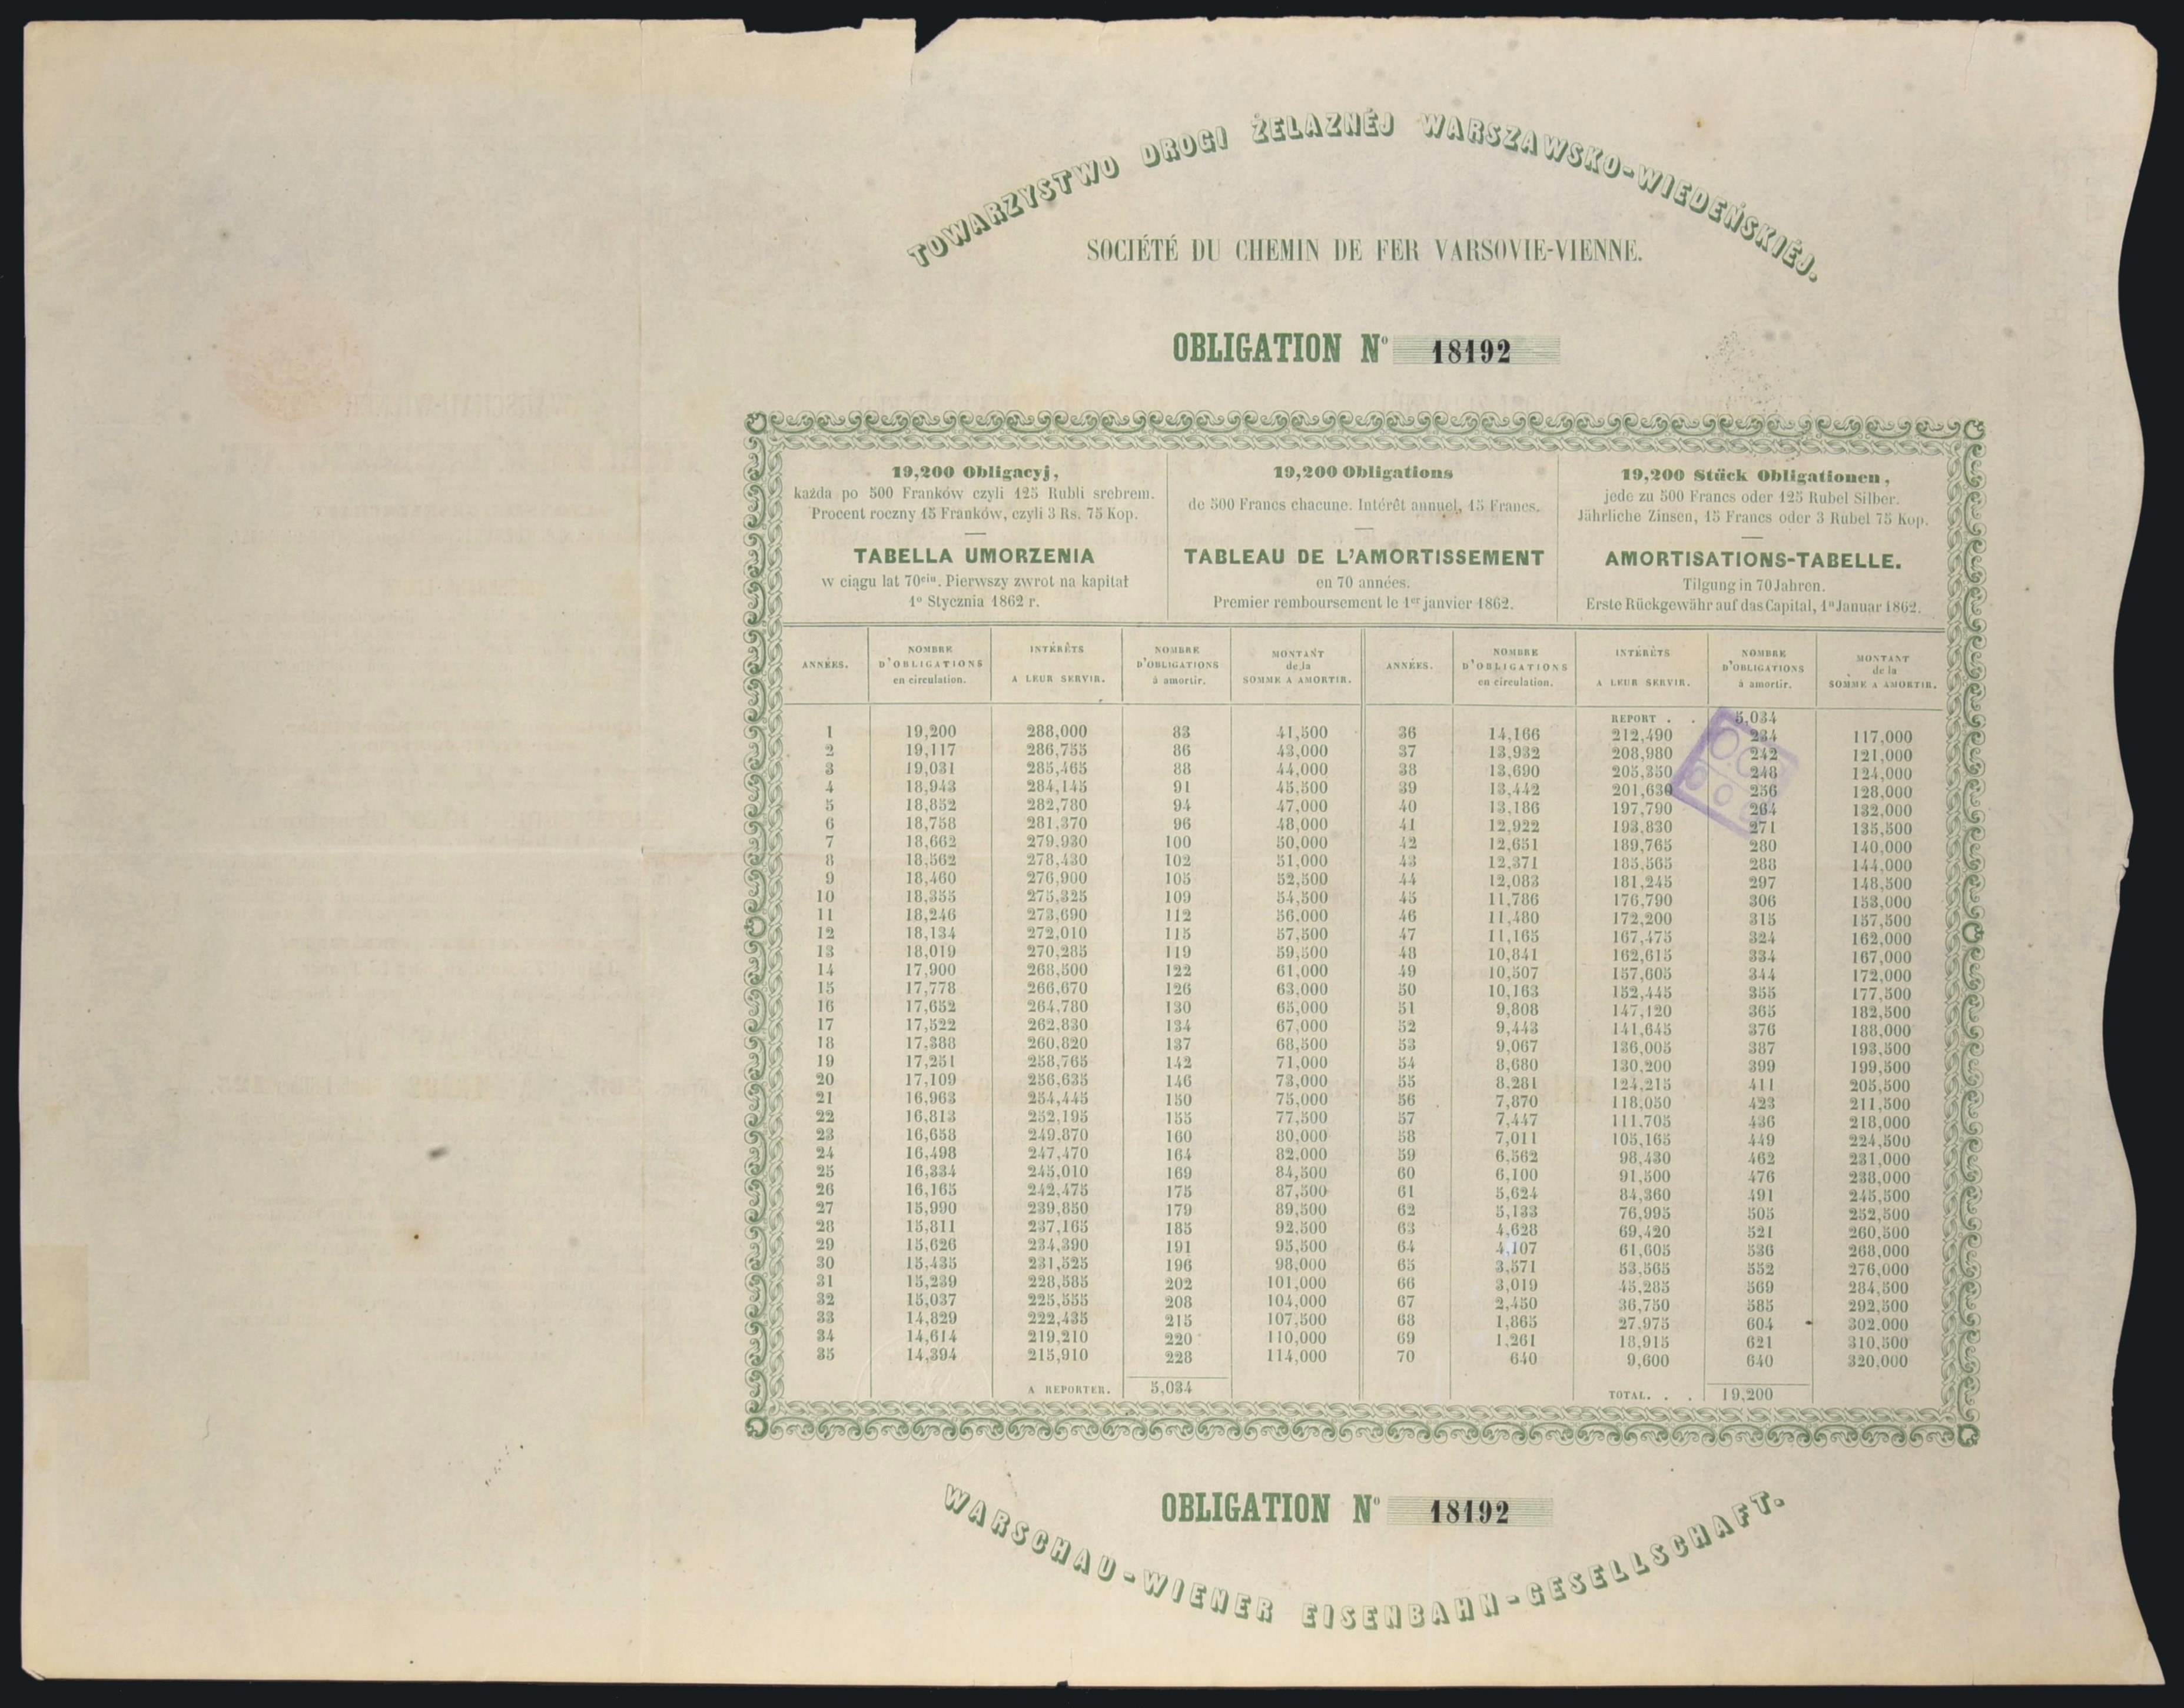 TOWARZYSTWO DROGI ŻELAZNÉJ WARSZAWSKO-WIEDEŃSKIÉJ.
SOCIÉTÉ DU CHEMIN DE FER VARSOVIE-VIENNE.
OBLIGATION Nº 18192
19,200 Obligacyj,
każda po 500 Franków czyli 125 Rubli srebrem.
Procent roczny 15 Franków, czyli 3 Rs. 75 Kop.
TABELLA UMORZENIA
w ciągu lat 70ciu. Pierwszy zwrot na kapitał
1º Stycznia 1862 r.
19,200 Obligations
de 500 Francs chacune. Intérêt annuel, 15 Francs.
TABLEAU DE L'AMORTISSEMENT
en 70 années.
Premier remboursement le 1er janvier 1862.
19,200 Stück Obligationen,
jede zu 500 Francs oder 125 Rubel Silber.
Jährliche Zinsen, 15 Francs oder 3 Rubel 75 Kop.
AMORTISATIONS-TABELLE.
Tilgung in 70 Jahren.
Erste Rückgewähr auf das Capital, 1n Januar 1862.
ANNÉES. NOMBRE D'OBLIGATIONS en circulation. INTÉRÊTS A LEUR SERVIR. NOMBRE D'OBLIGATIONS à amortir. MONTANT de la SOMME A AMORTIR. ANNÉES. NOMBRE D'OBLIGATIONS en circulation. INTÉRÊTS A LEUR SERVIR. NOMBRE D'OBLIGATIONS à amortir. MONTANT de la SOMME A AMORTIR.
REPORT . . 5,034
1 19,200 288,000 83 41,500 36 14,166 212,490 234 117,000
2 19,117 286,755 86 43,000 37 13,932 208,980 242 121,000
3 19,031 285,465 88 44,000 38 13,690 205,350 248 124,000
4 18,943 284,145 91 45,500 39 13,442 201,630 256 128,000
5 18,852 282,780 94 47,000 40 13,186 197,790 264 132,000
6 18,758 281,370 96 48,000 41 12,922 193,830 271 135,500
7 18,662 279,930 100 50,000 42 12,651 189,765 280 140,000
8 18,562 278,430 102 51,000 43 12,371 185,565 288 144,000
9 18,460 276,900 105 52,500 44 12,083 181,245 297 148,500
10 18,355 275,325 109 54,500 45 11,786 176,790 306 153,000
11 18,246 273,690 112 56,000 46 11,480 172,200 315 157,500
12 18,134 272,010 115 57,500 47 11,165 167,475 324 162,000
13 18,019 270,285 119 59,500 48 10,841 162,615 334 167,000
14 17,900 268,500 122 61,000 49 10,507 157,605 344 172,000
15 17,778 266,670 126 63,000 50 10,163 152,445 355 177,500
16 17,652 264,780 130 65,000 51 9,808 147,120 365 182,500
17 17,522 262,830 134 67,000 52 9,443 141,645 376 188,000
18 17,388 260,820 137 68,500 53 9,067 136,005 387 193,500
19 17,251 258,765 142 71,000 54 8,680 130,200 399 199,500
20 17,109 256,635 146 73,000 55 8,281 124,215 411 205,500
21 16,963 254,445 150 75,000 56 7,870 118,050 423 211,500
22 16,813 252,195 155 77,500 57 7,447 111,705 436 218,000
23 16,658 249,870 160 80,000 58 7,011 105,165 449 224,500
24 16,498 247,470 164 82,000 59 6,562 98,430 462 231,000
25 16,334 245,010 169 84,500 60 6,100 91,500 476 238,000
26 16,165 242,475 175 87,500 61 5,624 84,360 491 245,500
27 15,990 239,850 179 89,500 62 5,133 76,995 505 252,500
28 15,811 237,165 185 92,500 63 4,628 69,420 521 260,500
29 15,626 234,390 191 95,500 64 4,107 61,605 536 268,000
30 15,435 231,525 196 98,000 65 3,571 53,565 552 276,000
31 15,239 228,585 202 101,000 66 3,019 45,285 569 284,500
32 15,037 225,555 208 104,000 67 2,450 36,750 585 292,500
33 14,829 222,435 215 107,500 68 1,865 27,975 604 302,000
34 14,614 219,210 220 110,000 69 1,261 18,915 621 310,500
35 14,394 215,910 228 114,000 70 640 9,600 640 320,000
A REPORTER. 5,034 TOTAL. . . 19,200
OBLIGATION Nº 18192
WARSCHAU-WIENER EISENBAHN-GESELLSCHAFT.